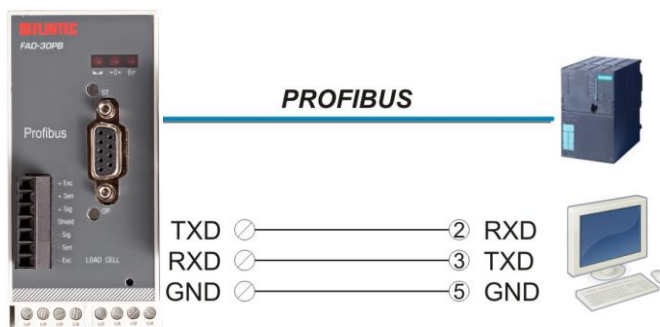 FAD-30PB
Err
ST
PROFIBUS
Profibus
+ Exc
+ Sen
+ Sig
Shield
- Sig
- Sen
- Exc
OP
LOAD CELL
TXD 2 RXD
RXD 3 TXD
GND 5 GND